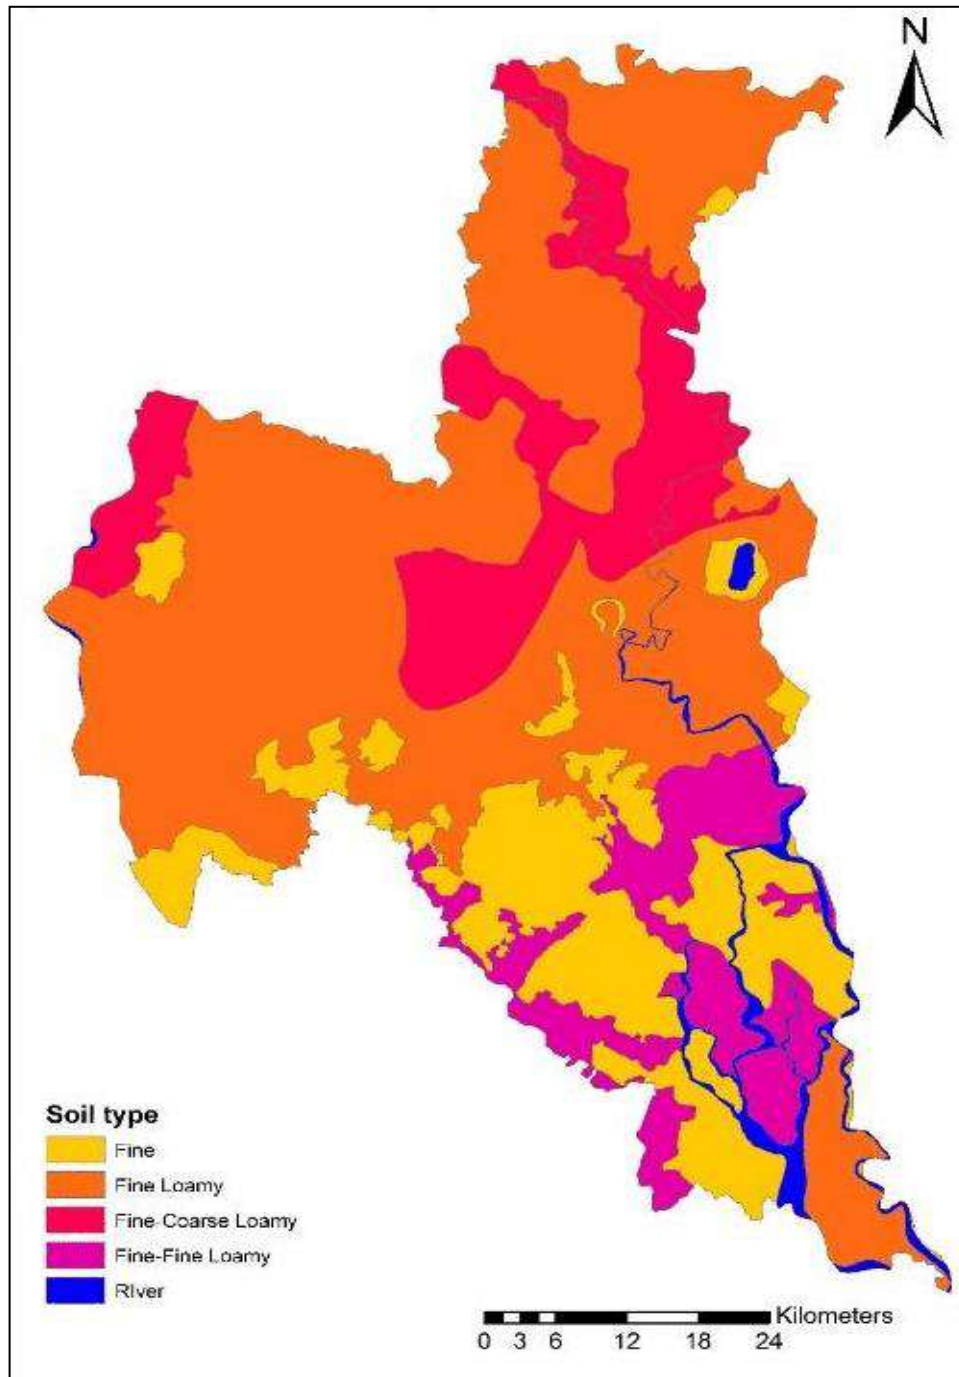 N
Soil type
Fine
Fine Loamy
Fine-Coarse Loamy
Fine-Fine Loamy
RIver
Kilometers
0 3 6 12 18 24